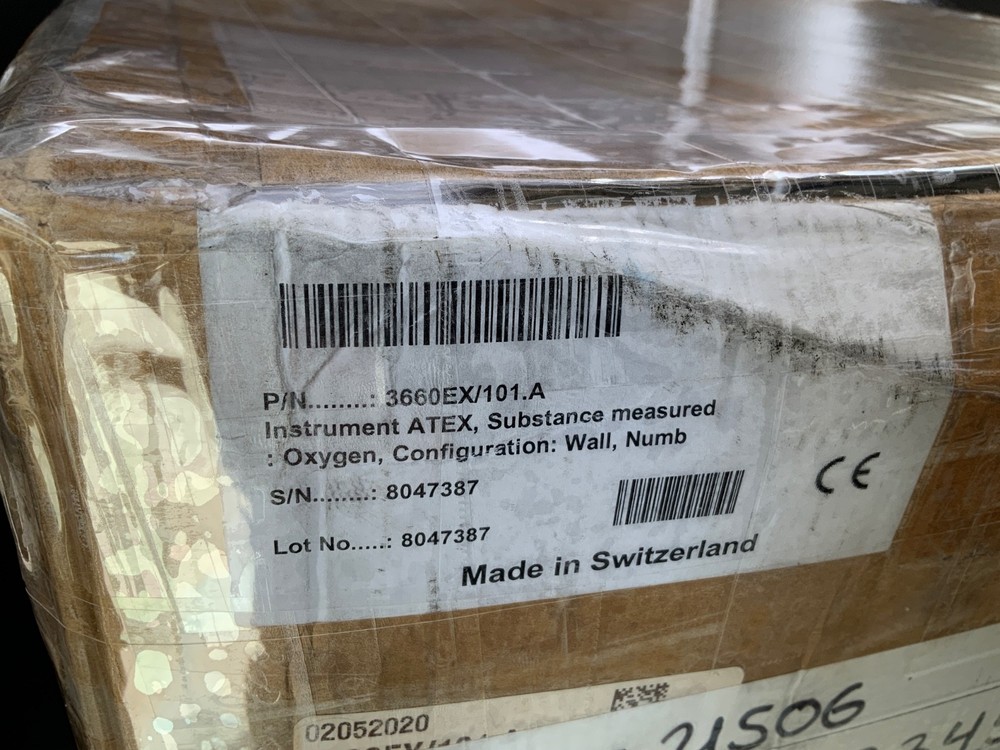 P/N........: 3660EX/101.A
Instrument ATEX, Substance measured
: Oxygen, Configuration: Wall, Numb
S/N........: 8047387
Lot No.....: 8047387
CE
Made in Switzerland
02052020
21506